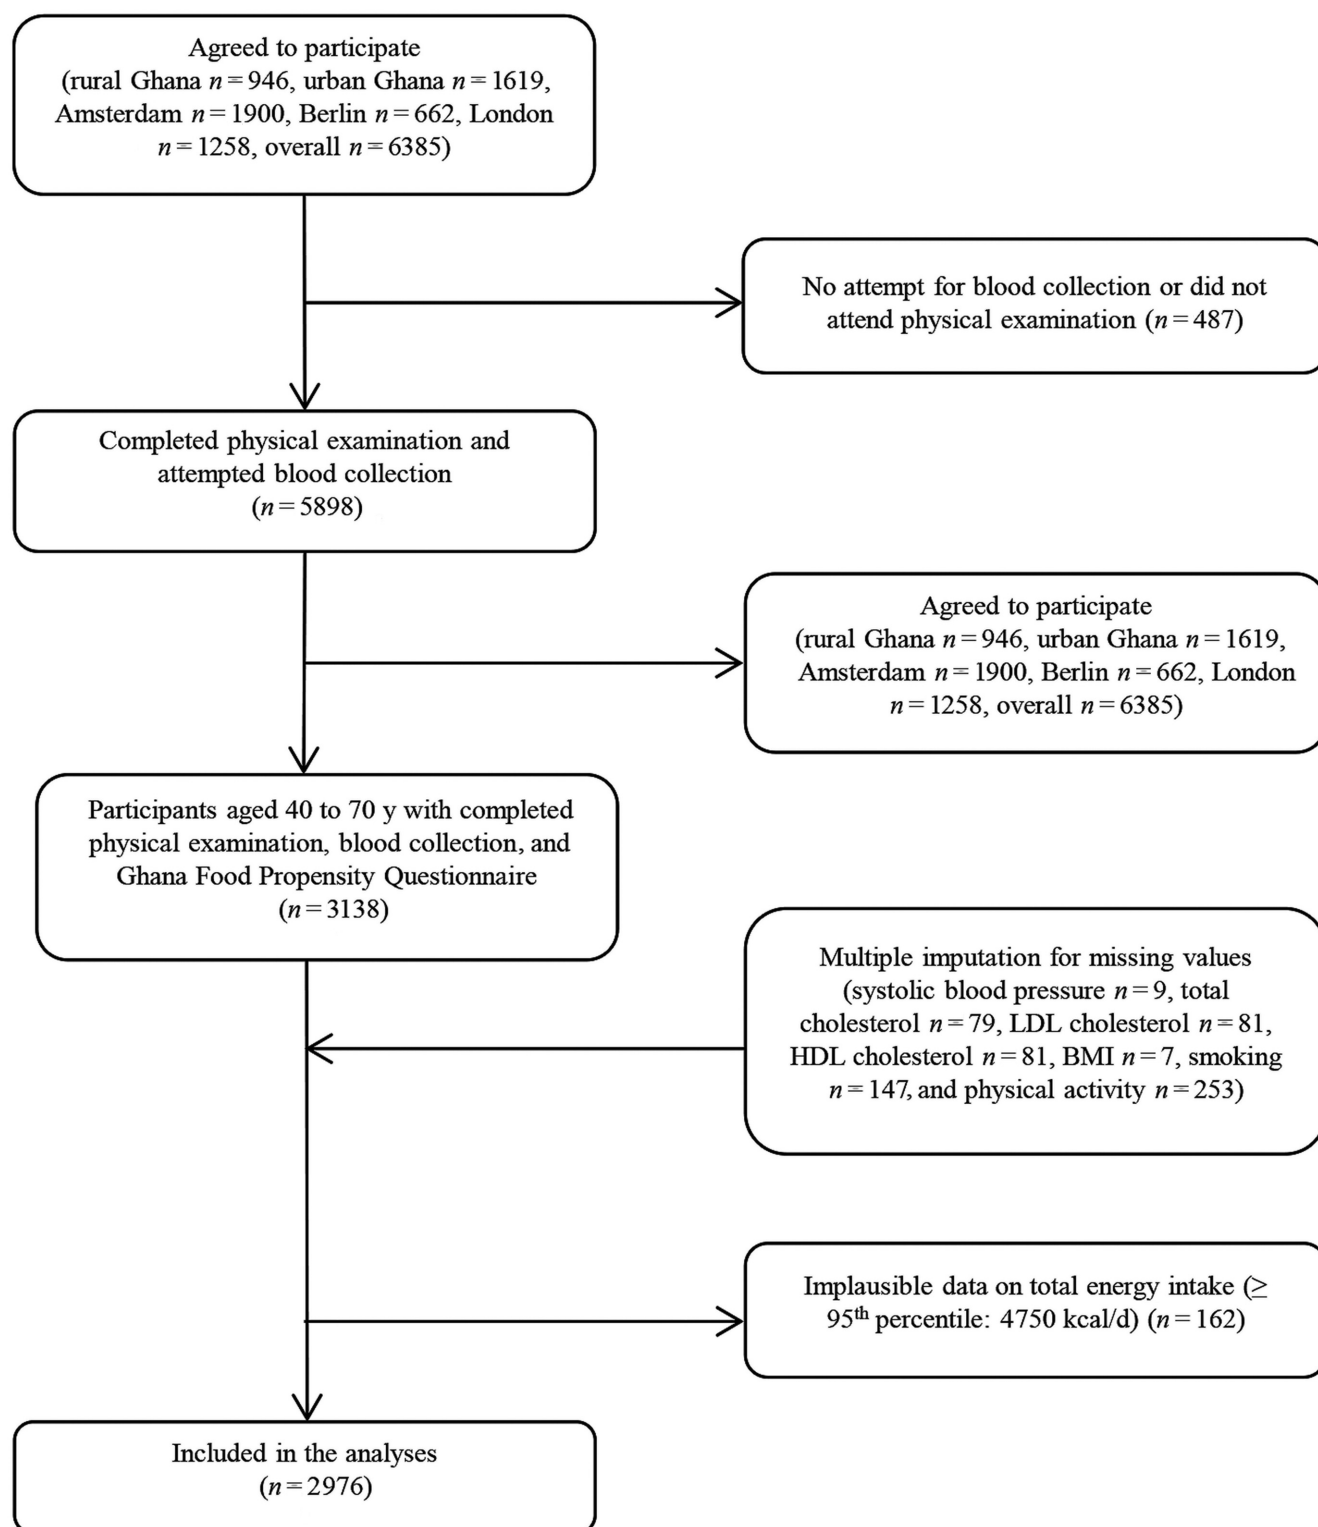 Agreed to participate
(rural Ghana n = 946, urban Ghana n = 1619,
Amsterdam n = 1900, Berlin n = 662, London
n = 1258, overall n = 6385)
No attempt for blood collection or did not
attend physical examination (n = 487)
Completed physical examination and
attempted blood collection
(n = 5898)
Agreed to participate
(rural Ghana n = 946, urban Ghana n = 1619,
Amsterdam n = 1900, Berlin n = 662, London
n = 1258, overall n = 6385)
Participants aged 40 to 70 y with completed
physical examination, blood collection, and
Ghana Food Propensity Questionnaire
(n = 3138)
Multiple imputation for missing values
(systolic blood pressure n = 9, total
cholesterol n = 79, LDL cholesterol n = 81,
HDL cholesterol n = 81, BMI n = 7, smoking
n = 147, and physical activity n = 253)
Implausible data on total energy intake (≥
95th percentile: 4750 kcal/d) (n = 162)
Included in the analyses
(n = 2976)